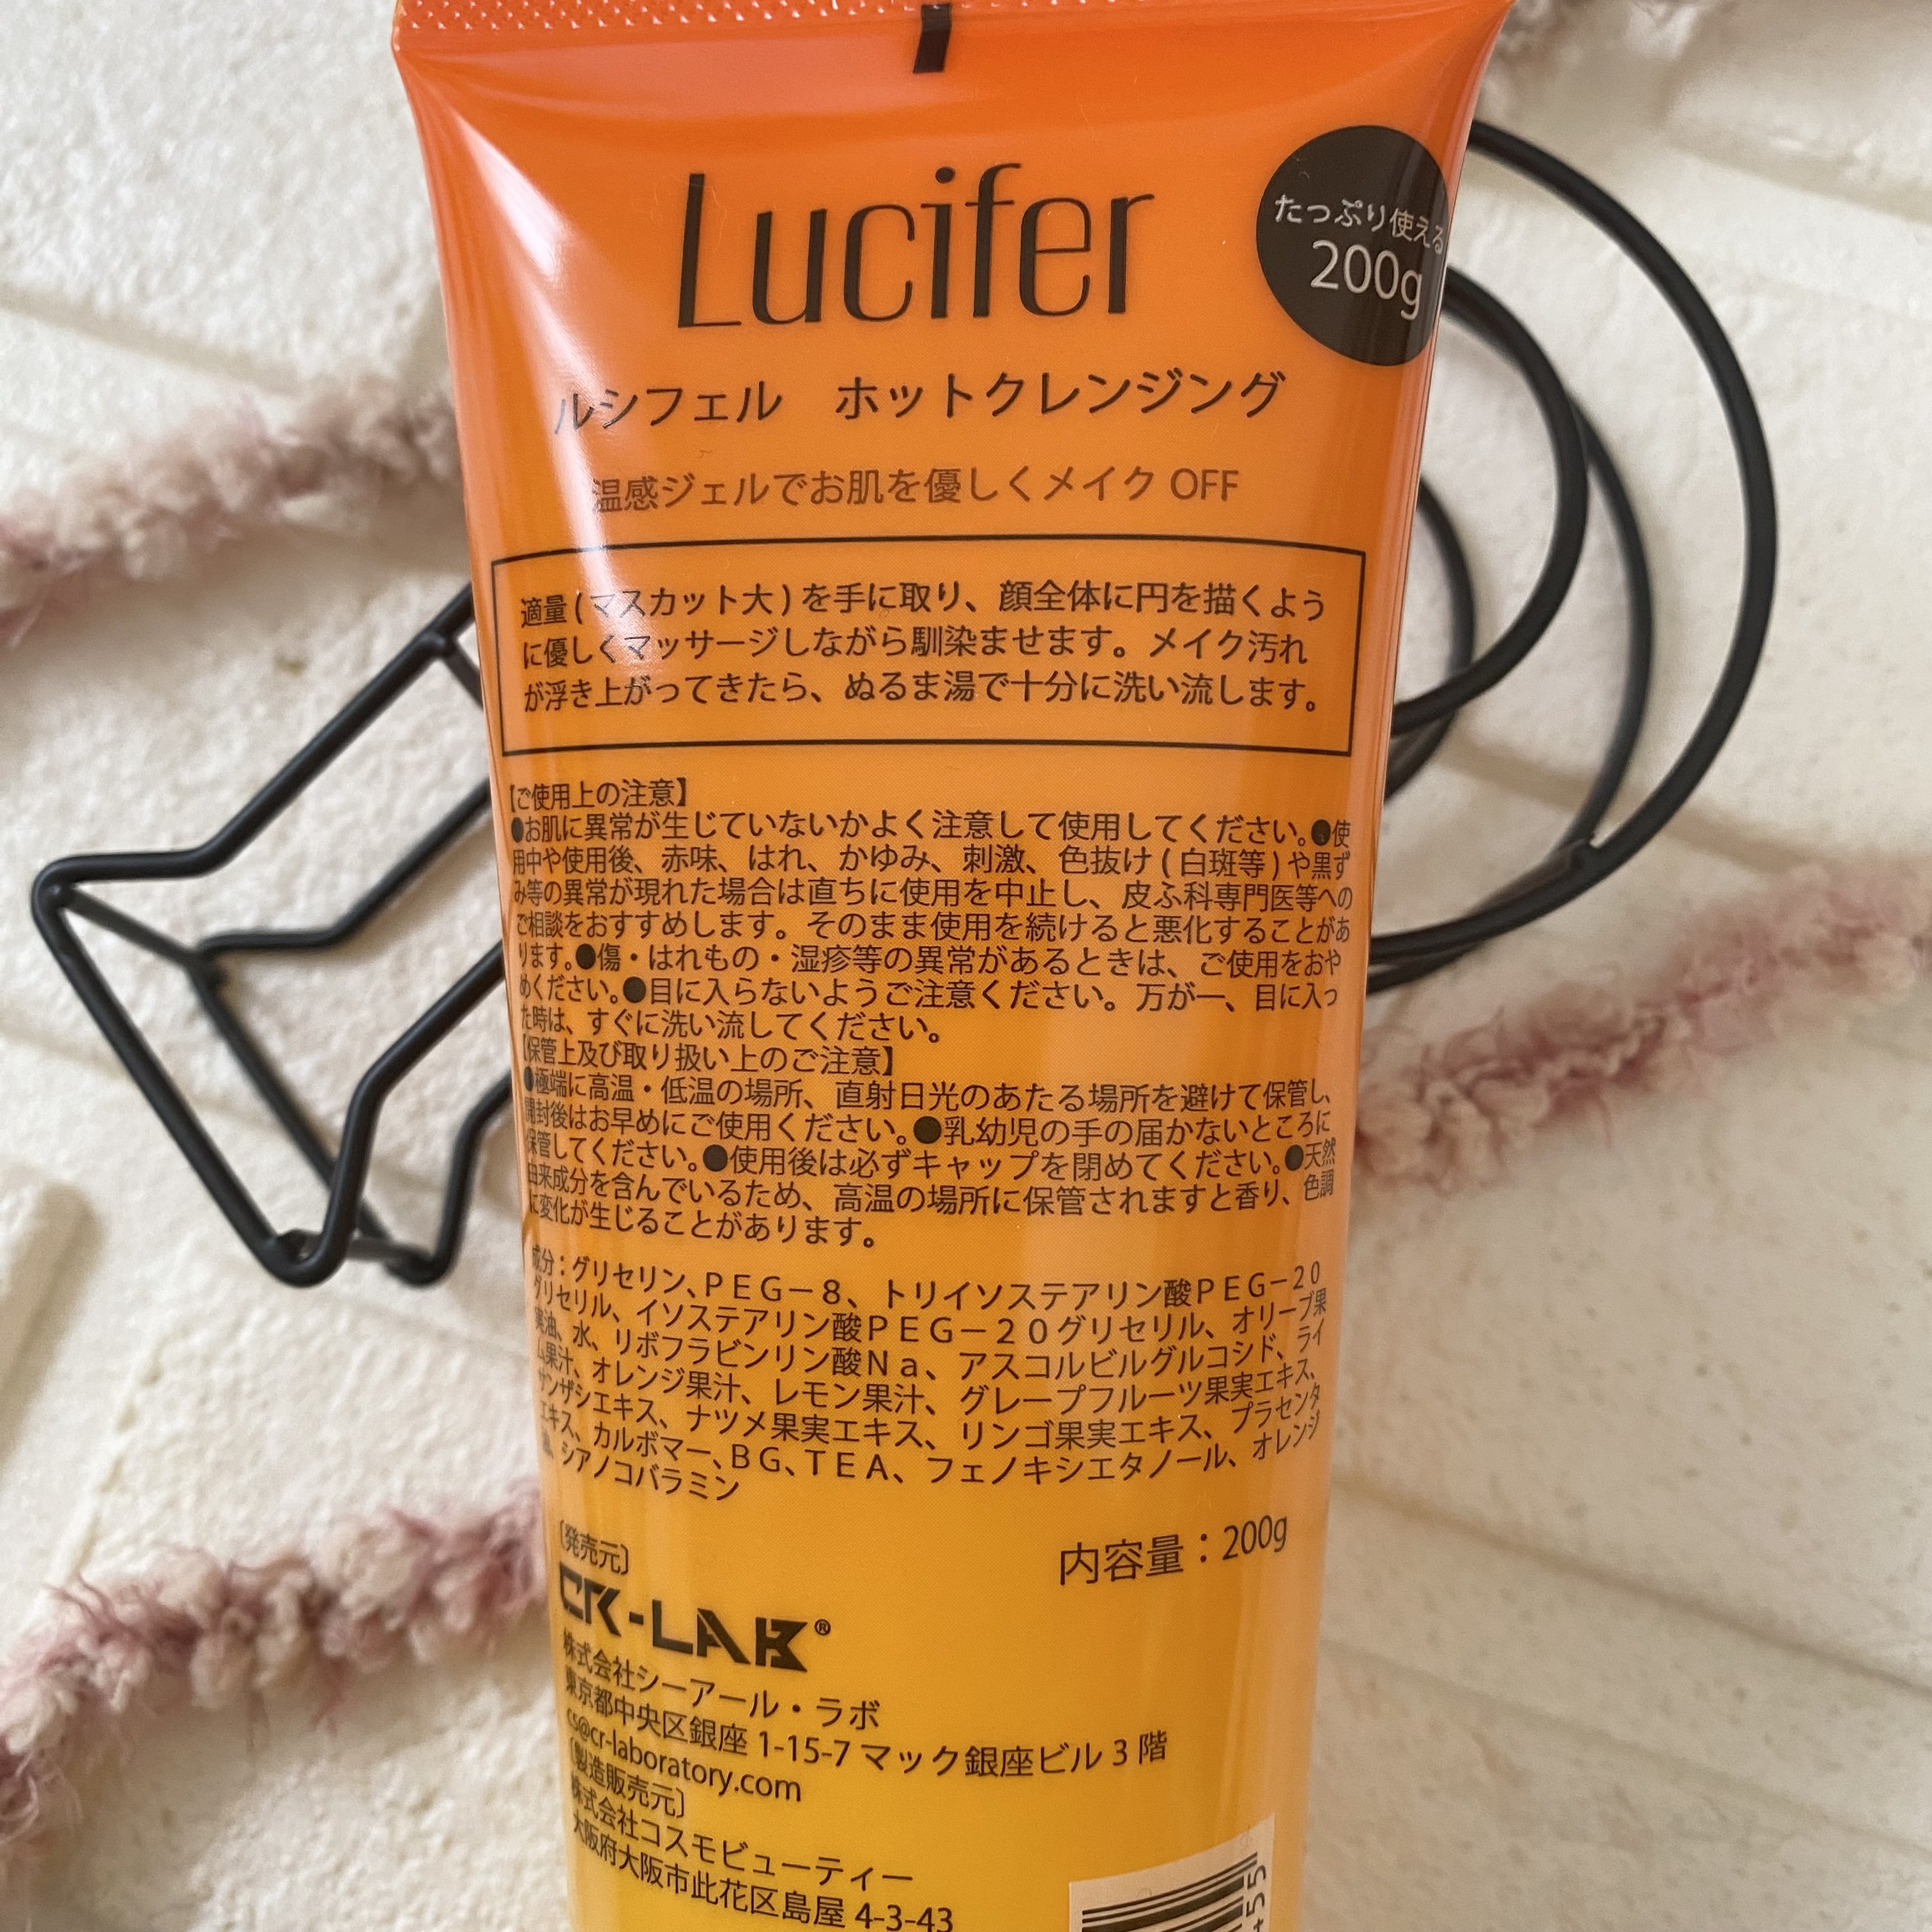 Lucifer
たっぷり使える
200g
ルシフェル　ホットクレンジング
温感ジェルでお肌を優しくメイク OFF
適量(マスカット大)を手に取り、顔全体に円を描くよう
に優しくマッサージしながら馴染ませます。メイク汚れ
が浮き上がってきたら、ぬるま湯で十分に洗い流します。
【ご使用上の注意】
●お肌に異常が生じていないかよく注意して使用してください。●使
用中や使用後、赤味、はれ、かゆみ、刺激、色抜け(白斑等)や黒ず
み等の異常が現れた場合は直ちに使用を中止し、皮ふ科専門医等への
ご相談をおすすめします。そのまま使用を続けると悪化することがあ
ります。●傷・はれもの・湿疹等の異常があるときは、ご使用をおや
めください。●目に入らないようご注意ください。万が一、目に入っ
た時は、すぐに洗い流してください。
【保管上及び取り扱い上のご注意】
●極端に高温・低温の場所、直射日光のあたる場所を避けて保管し、
開封後はお早めにご使用ください。●乳幼児の手の届かないところに
保管してください。●使用後は必ずキャップを閉めてください。●天然
由来成分を含んでいるため、高温の場所に保管されますと香り、色調
に変化が生じることがあります。
成分：グリセリン、ＰＥＧ－８、トリイソステアリン酸ＰＥＧ－２０
グリセリル、イソステアリン酸ＰＥＧ－２０グリセリル、オリーブ果
実油、水、リボフラビンリン酸Ｎａ、アスコルビルグルコシド、ライ
ム果汁、オレンジ果汁、レモン果汁、グレープフルーツ果実エキス、
サンザシエキス、ナツメ果実エキス、リンゴ果実エキス、プラセンタ
エキス、カルボマー、ＢＧ、ＴＥＡ、フェノキシエタノール、オレンジ
油、シアノコバラミン
〔発売元〕
内容量：200g
CR-LAB®
株式会社シーアール・ラボ
東京都中央区銀座 1-15-7 マック銀座ビル 3 階
cs@cr-laboratory.com
〔製造販売元〕
株式会社コスモビューティー
大阪府大阪市此花区島屋 4-3-43